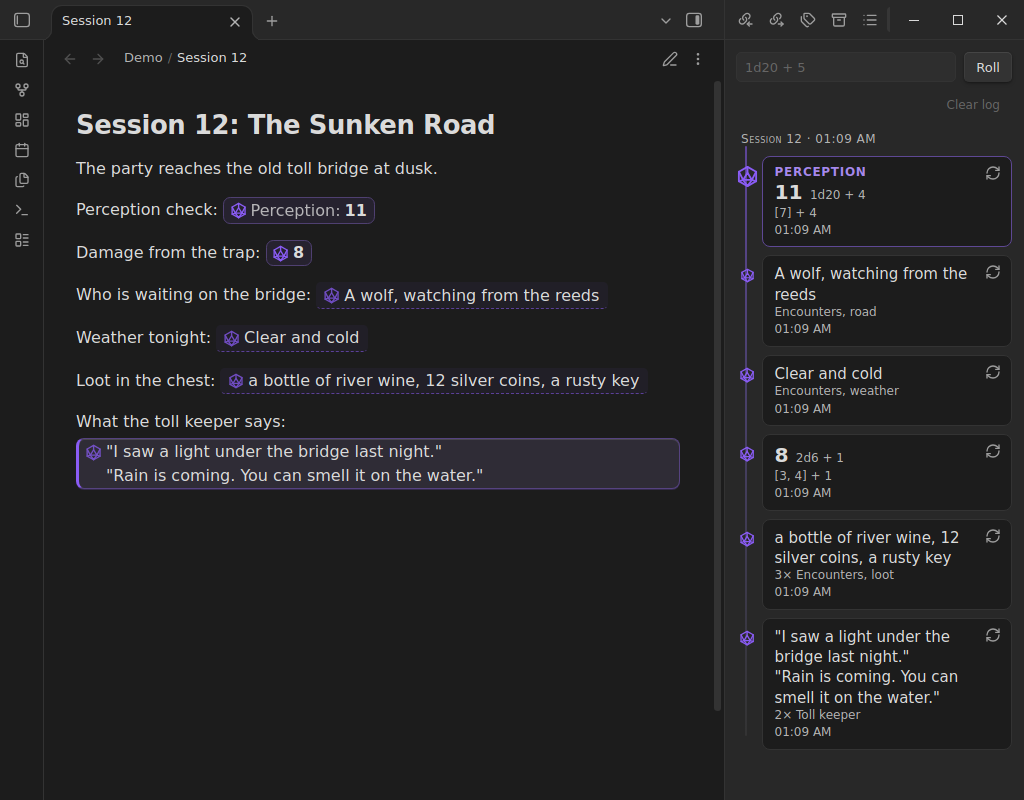 Session 12
Demo / Session 12
Session 12: The Sunken Road
The party reaches the old toll bridge at dusk.
Perception check: Perception: 11
Damage from the trap: 8
Who is waiting on the bridge: A wolf, watching from the reeds
Weather tonight: Clear and cold
Loot in the chest: a bottle of river wine, 12 silver coins, a rusty key
What the toll keeper says:
"I saw a light under the bridge last night."
"Rain is coming. You can smell it on the water."
1d20 + 5
Roll
Clear log
Session 12 · 01:09 AM
PERCEPTION
11 1d20 + 4
[7] + 4
01:09 AM
A wolf, watching from the
reeds
Encounters, road
01:09 AM
Clear and cold
Encounters, weather
01:09 AM
8 2d6 + 1
[3, 4] + 1
01:09 AM
a bottle of river wine, 12
silver coins, a rusty key
3× Encounters, loot
01:09 AM
"I saw a light under the
bridge last night."
"Rain is coming. You can
smell it on the water."
2× Toll keeper
01:09 AM